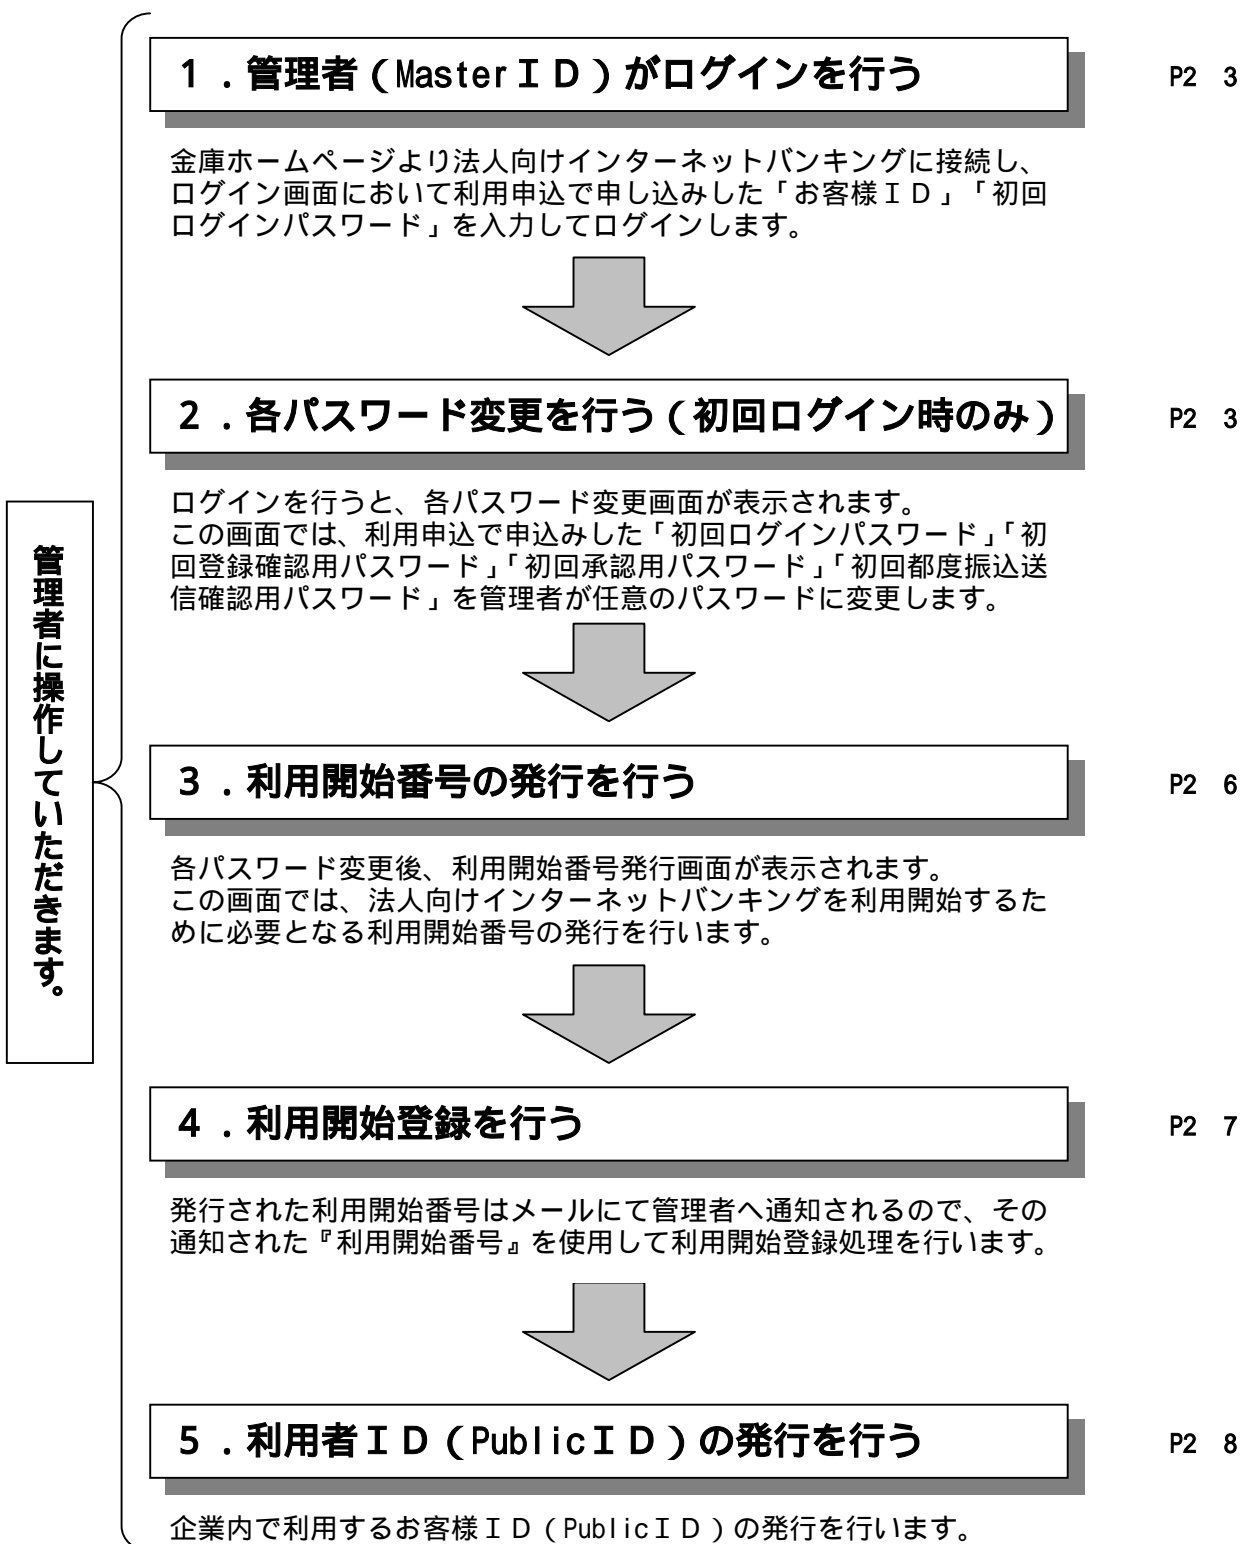 １．管理者（MasterＩＤ）がログインを行う
P2 3
金庫ホームページより法人向けインターネットバンキングに接続し、
ログイン画面において利用申込で申し込みした「お客様ＩＤ」「初回
ログインパスワード」を入力してログインします。
２．各パスワード変更を行う（初回ログイン時のみ）
P2 3
ログインを行うと、各パスワード変更画面が表示されます。
この画面では、利用申込で申込みした「初回ログインパスワード」「初
回登録確認用パスワード」「初回承認用パスワード」「初回都度振込送
信確認用パスワード」を管理者が任意のパスワードに変更します。
管理者に操作していただきます。
３．利用開始番号の発行を行う
P2 6
各パスワード変更後、利用開始番号発行画面が表示されます。
この画面では、法人向けインターネットバンキングを利用開始するた
めに必要となる利用開始番号の発行を行います。
４．利用開始登録を行う
P2 7
発行された利用開始番号はメールにて管理者へ通知されるので、その
通知された『利用開始番号』を使用して利用開始登録処理を行います。
５．利用者ＩＤ（PublicＩＤ）の発行を行う
P2 8
企業内で利用するお客様ＩＤ（PublicＩＤ）の発行を行います。